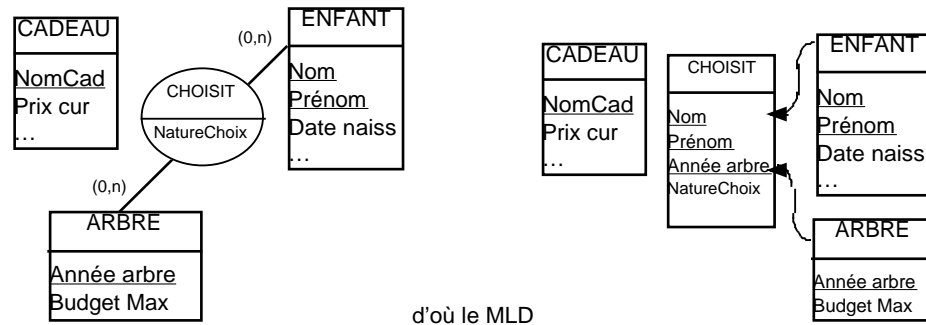 CADEAU
NomCad
Prix cur
…
(0,n)
ENFANT
Nom
Prénom
Date naiss
…
CHOISIT
NatureChoix
(0,n)
ARBRE
Année arbre
Budget Max
d'où le MLD
CADEAU
NomCad
Prix cur
…
CHOISIT
Nom
Prénom
Année arbre
NatureChoix
ENFANT
Nom
Prénom
Date naiss
…
ARBRE
Année arbre
Budget Max